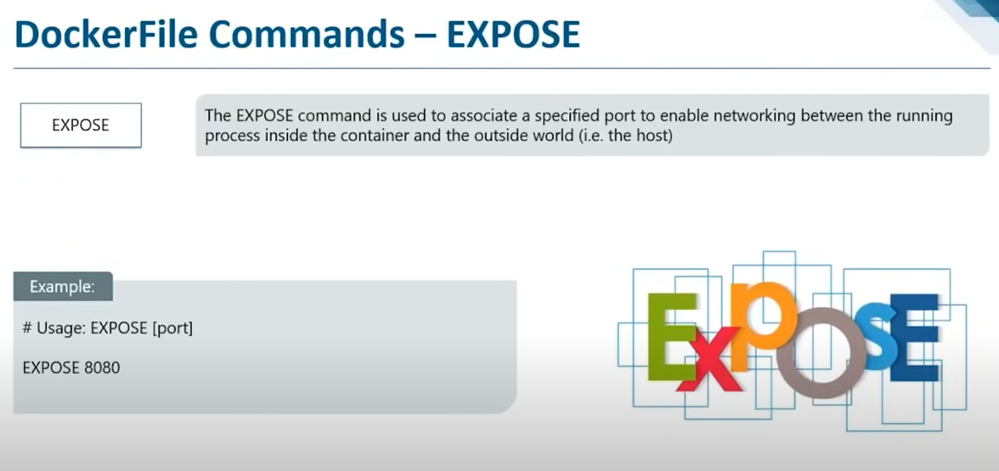 DockerFile Commands – EXPOSE
EXPOSE
The EXPOSE command is used to associate a specified port to enable networking between the running
process inside the container and the outside world (i.e. the host)
Example:
# Usage: EXPOSE [port]
EXPOSE 8080
ExpOsE